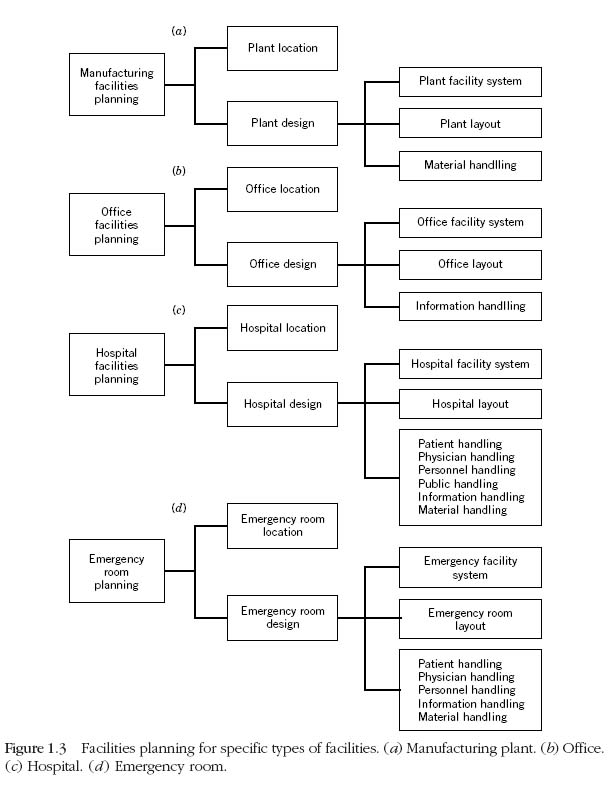 (a)
Manufacturing
facilities
planning
Plant location
Plant design
Plant facility system
Plant layout
Material handlling
(b)
Office
facilities
planning
Office location
Office design
Office facility system
Office layout
Information handlling
(c)
Hospital
facilities
planning
Hospital location
Hospital design
Hospital facility system
Hospital layout
Patient handling
Physician handling
Personnel handling
Public handling
Information handling
Material handling
(d)
Emergency
room
planning
Emergency room
location
Emergency room
design
Emergency facility
system
Emergency room
layout
Patient handling
Physician handling
Personnel handling
Information handling
Material handling
Figure 1.3 Facilities planning for specific types of facilities. (a) Manufacturing plant. (b) Office.
(c) Hospital. (d) Emergency room.